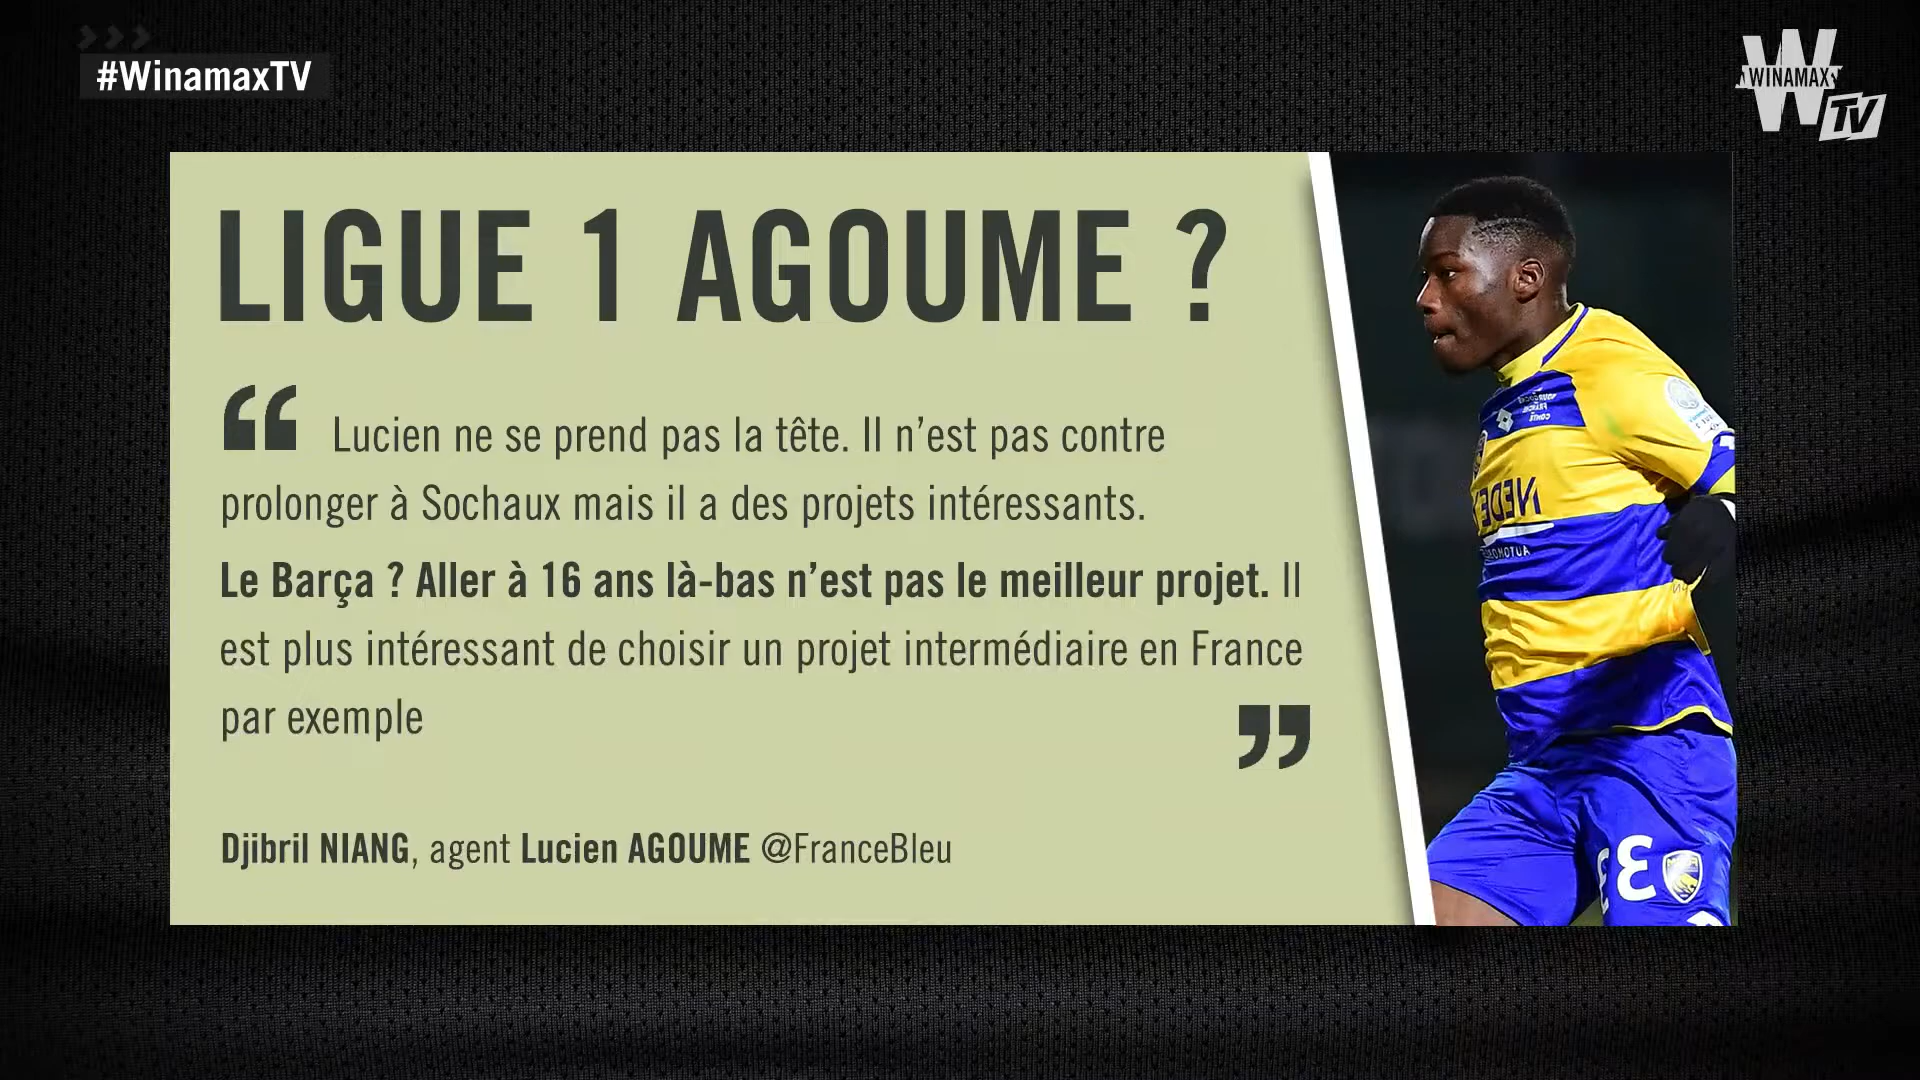 #WinamaxTV
WINAMAX
TV
LIGUE 1 AGOUME ?
“ Lucien ne se prend pas la tête. Il n’est pas contre
prolonger à Sochaux mais il a des projets intéressants.
Le Barça ? Aller à 16 ans là-bas n’est pas le meilleur projet. Il
est plus intéressant de choisir un projet intermédiaire en France
par exemple ”
Djibril NIANG, agent Lucien AGOUME @FranceBleu
NEDE